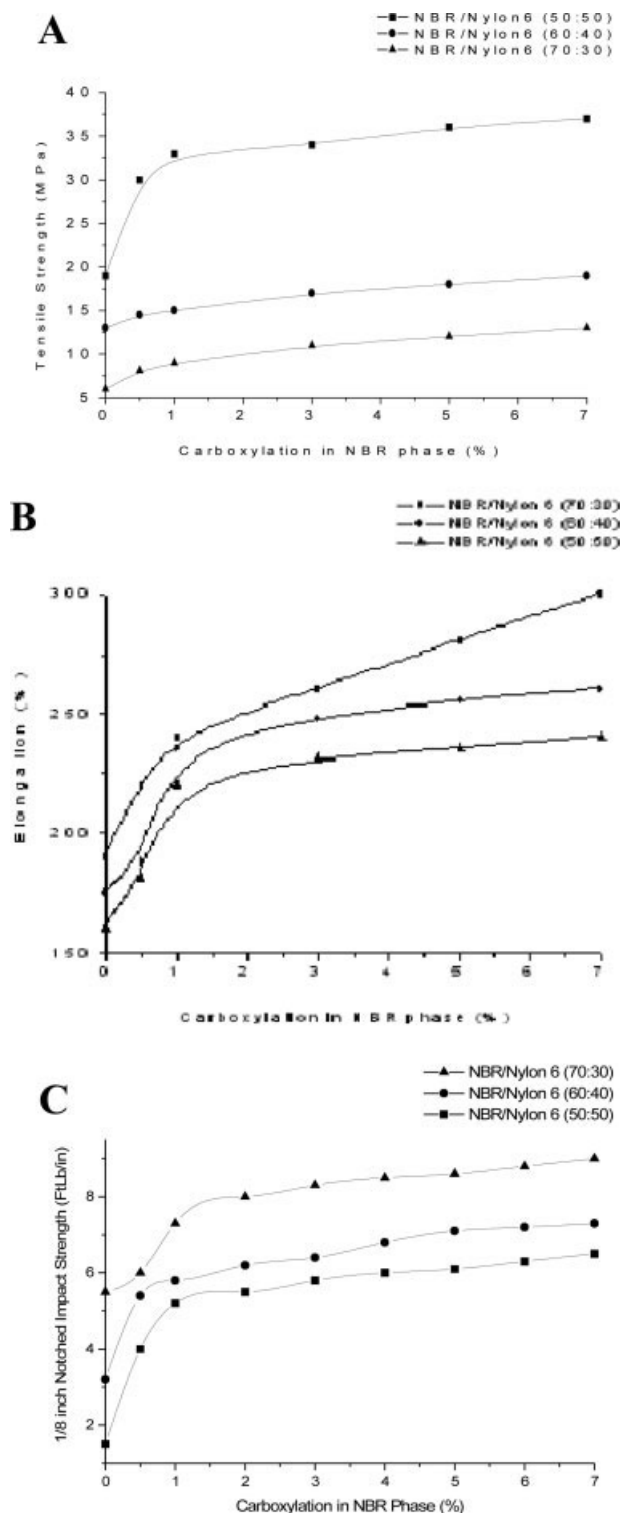 A
NBR/Nylon6 (50:50)
NBR/Nylon6 (60:40)
NBR/Nylon6 (70:30)
40
35
30
25
20
15
10
5
0 1 2 3 4 5 6 7
Tensile Strength (MPa)
Carboxylation in NBR phase (%)
B
NBR/Nylon 6 (70:30)
NBR/Nylon 6 (60:40)
NBR/Nylon 6 (50:50)
300
250
200
150
0 1 2 3 4 5 6 7
Elongation (%)
Carboxylation in NBR phase (%)
C
NBR/Nylon 6 (70:30)
NBR/Nylon 6 (60:40)
NBR/Nylon 6 (50:50)
8
6
4
2
0 1 2 3 4 5 6 7
1/8 inch Notched Impact Strength (FtLb/in)
Carboxylation in NBR Phase (%)